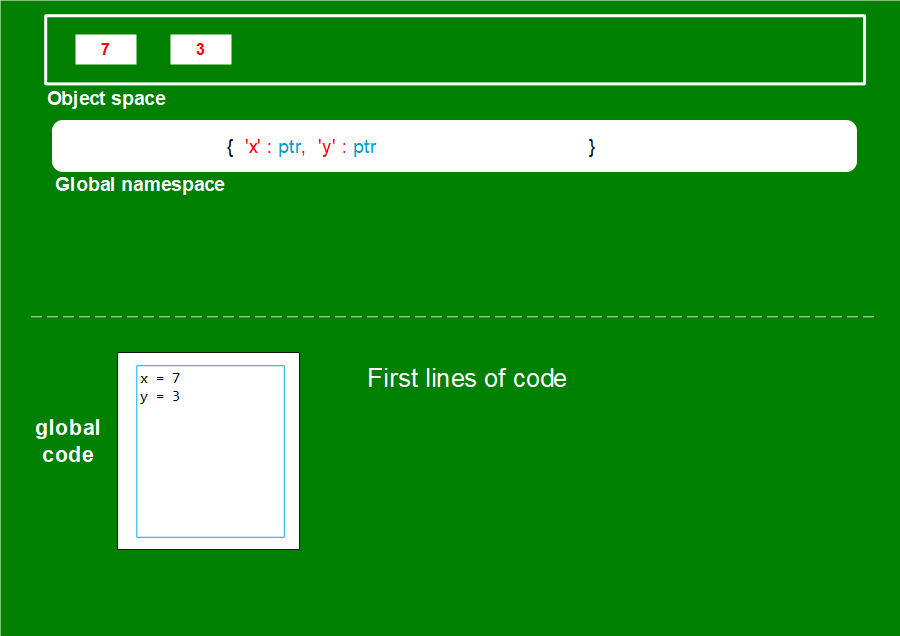 7 3
Object space
{ 'x' : ptr, 'y' : ptr }
Global namespace
x = 7
y = 3
First lines of code
global
code